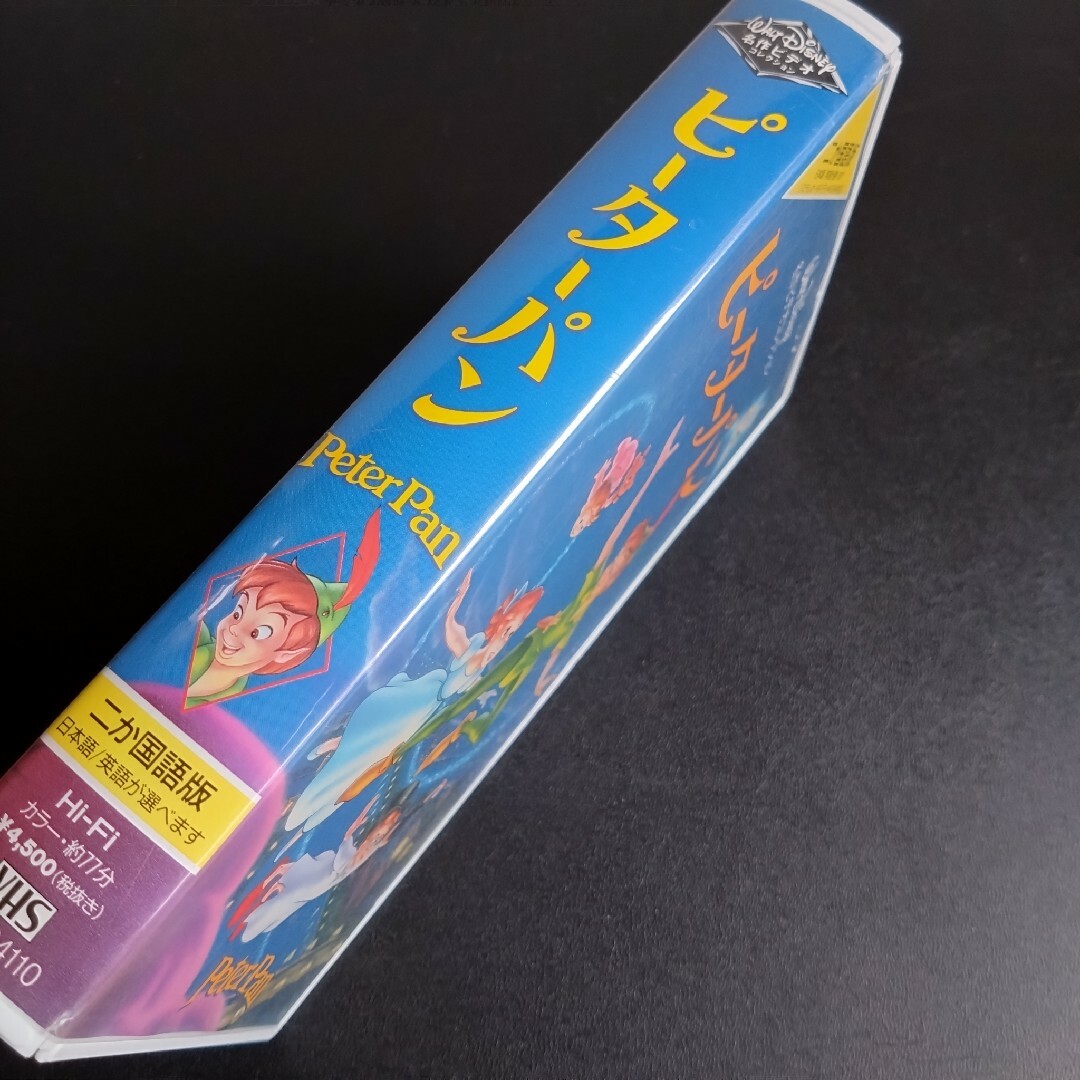 WALT DISNEY
名作ビデオ
コレクション
ピーターパン
Peter Pan
二か国語版
日本語/英語が選べます
Hi-Fi
カラー・約77分
¥4,500(税抜き)
VHS
4110
ピーターパン
Peter Pan